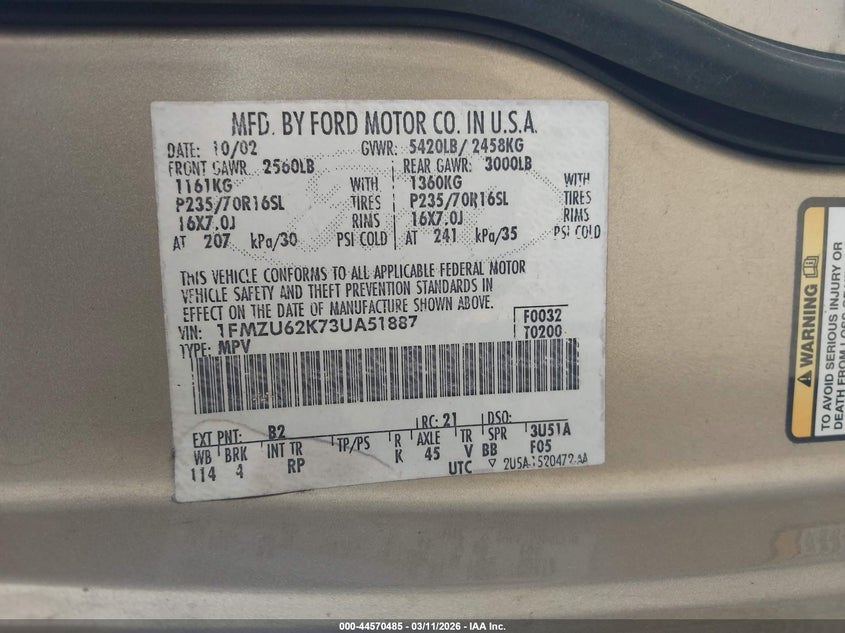 MFD. BY FORD MOTOR CO. IN U.S.A.
DATE: 10/02 GVWR: 5420LB/ 2458KG
FRONT GAWR: 2560LB REAR GAWR: 3000LB
1161KG WITH 1360KG WITH
P235/70R16SL TIRES P235/70R16SL TIRES
16X7.0J RIMS 16X7.0J RIMS
AT 207 kPa/30 PSI COLD AT 241 kPa/35 PSI COLD
THIS VEHICLE CONFORMS TO ALL APPLICABLE FEDERAL MOTOR
VEHICLE SAFETY AND THEFT PREVENTION STANDARDS IN
EFFECT ON THE DATE OF MANUFACTURE SHOWN ABOVE.
VIN: 1FMZU62K73UA51887 F0032
TYPE: MPV T0200
EXT PNT: B2 RC: 21 DSO:
WB BRK INT TR TP/PS R AXLE TR SPR 3U51A
114 4 RP K 45 V BB F05
UTC ▽ 2U5A-1520472-AA
WARNING
TO AVOID SERIOUS INJURY OR
000-44570485 - 03/11/2026 - IAA Inc.